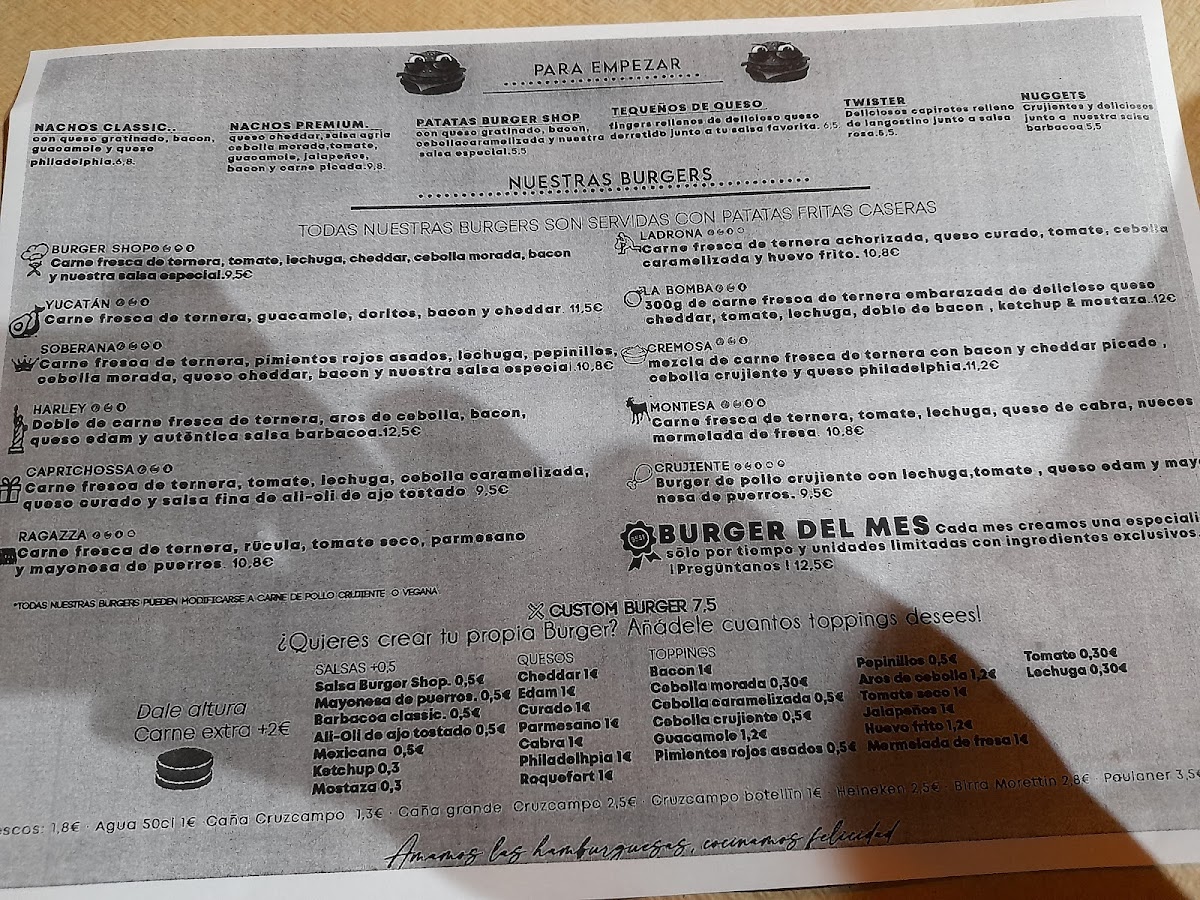 PARA EMPEZAR
NACHOS CLASSIC..
con queso gratinado, bacon,
guacamole y queso
philadelphia.6,8.
NACHOS PREMIUM.
queso cheddar, salsa agria
cebolla morada,tomate,
guacamole, jalapeños,
bacon y carne picada.9,8.
PATATAS BURGER SHOP
con queso gratinado, bacon,
cebollacaramelizada y nuestra
salsa especial.5,5
TEQUEÑOS DE QUESO
fingers rellenos de delicioso queso
derretido junto a tu salsa favorita. 6,5.
TWISTER
Deliciosos capirotes relleno
de langostino junto a salsa
rosa.6,5.
NUGGETS
Crujientes y deliciosos
junto a nuestra salsa
barbacoa.5,5
NUESTRAS BURGERS
TODAS NUESTRAS BURGERS SON SERVIDAS CON PATATAS FRITAS CASERAS
BURGER SHOP
Carne fresca de ternera, tomate, lechuga, cheddar, cebolla morada, bacon
y nuestra salsa especial.9,5€
YUCATÁN
Carne fresca de ternera, guacamole, doritos, bacon y cheddar. 11,5€
SOBERANA
Carne fresca de ternera, pimientos rojos asados, lechuga, pepinillos,
cebolla morada, queso cheddar, bacon y nuestra salsa especial.10,8€
HARLEY
Doble de carne fresca de ternera, aros de cebolla, bacon,
queso edam y auténtica salsa barbacoa.12,5€
CAPRICHOSSA
Carne fresca de ternera, tomate, lechuga, cebolla caramelizada,
queso curado y salsa fina de ali-oli de ajo tostado 9,5€
RAGAZZA
Carne fresca de ternera, rúcula, tomate seco, parmesano
y mayonesa de puerros. 10,8€
*TODAS NUESTRAS BURGERS PUEDEN MODIFICARSE A CARNE DE POLLO CRUJIENTE O VEGANA
LADRONA
Carne fresca de ternera achorizada, queso curado, tomate, cebolla
caramelizada y huevo frito. 10,8€
LA BOMBA
300g de carne fresca de ternera embarazada de delicioso queso
cheddar, tomate, lechuga, doble de bacon , ketchup & mostaza..12€
CREMOSA
mezcla de carne fresca de ternera con bacon y cheddar picado ,
cebolla crujiente y queso philadelphia.11,2€
MONTESA
Carne fresca de ternera, tomate, lechuga, queso de cabra, nueces
mermelada de fresa. 10,8€
CRUJIENTE
Burger de pollo crujiente con lechuga,tomate , queso edam y mayo
nesa de puerros. 9,5€
BEST
BURGER DEL MES Cada mes creamos una especiali
sólo por tiempo y unidades limitadas con ingredientes exclusivos.
¡Pregúntanos ! 12,5€
CUSTOM BURGER 7,5
¿Quieres crear tu propia Burger? Añádele cuantos toppings desees!
Dale altura
Carne extra +2€
SALSAS +0,5
Salsa Burger Shop. 0,5€
Mayonesa de puerros. 0,5€
Barbacoa classic. 0,5€
Ali-Oli de ajo tostado 0,5€
Mexicana 0,5€
Ketchup 0,3
Mostaza 0,3
QUESOS
Cheddar 1€
Edam 1€
Curado 1€
Parmesano 1€
Cabra 1€
Philadelhpia 1€
Roquefort 1€
TOPPINGS
Bacon 1€
Cebolla morada 0,30€
Cebolla caramelizada 0,5€
Cebolla crujiente 0,5€
Guacamole 1,2€
Pimientos rojos asados 0,5€
Pepinillos 0,5€
Aros de cebolla 1,2€
Tomate seco 1€
Jalapeños 1€
Huevo frito 1,2€
Mermelada de fresa 1€
Tomate 0,30€
Lechuga 0,30€
escos: 1,8€ · Agua 50cl 1€ Caña Cruzcampo 1,3€ · Caña grande Cruzcampo 2,5€ · Cruzcampo botellín 1€ · Heineken 2,5€ · Birra Morettin 2,8€ · Paulaner 3,5€
Amamos las hamburguesas, cocinamos felicidad